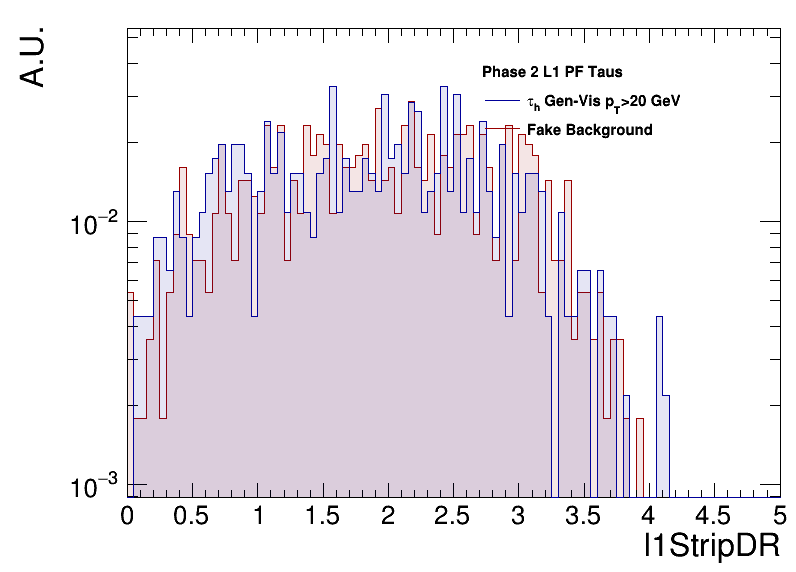 A.U.
Phase 2 L1 PF Taus
τh Gen-Vis pT>20 GeV
Fake Background
10−2
10−3
0 0.5 1 1.5 2 2.5 3 3.5 4 4.5 5
l1StripDR